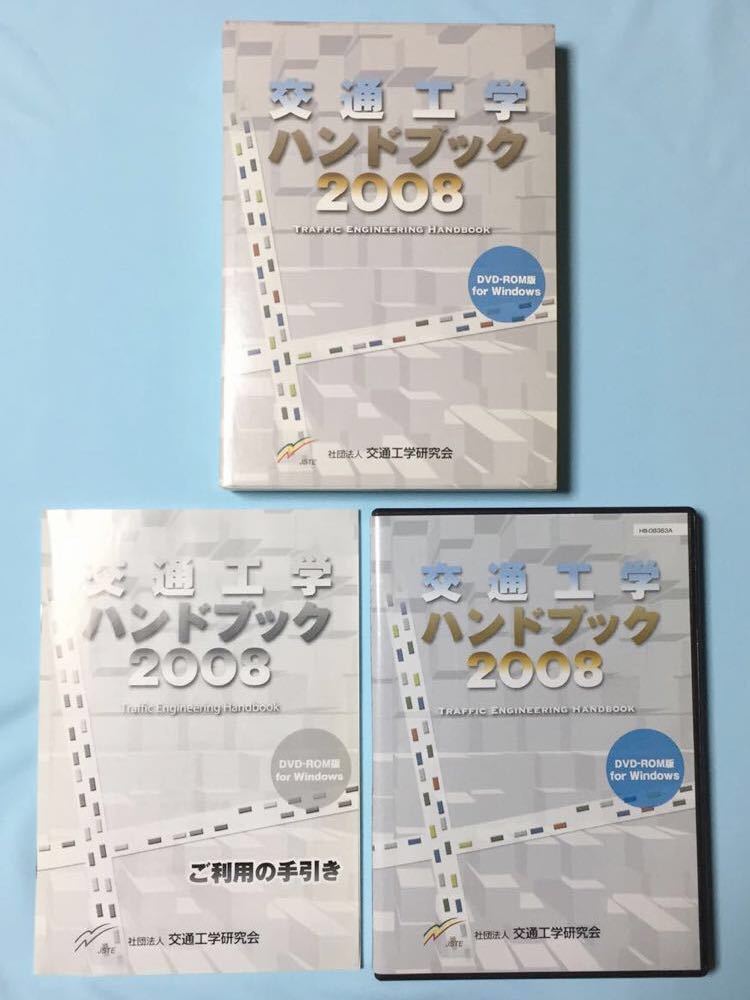 交通工学
ハンドブック
2008
TRAFFIC ENGINEERING HANDBOOK
DVD-ROM版
for Windows
JSTE
社団法人 交通工学研究会
交通工学
ハンドブック
2008
Traffic Engineering Handbook
DVD-ROM版
for Windows
ご利用の手引き
JSTE
社団法人 交通工学研究会
HB-08363A
交通工学
ハンドブック
2008
TRAFFIC ENGINEERING HANDBOOK
DVD-ROM版
for Windows
JSTE
社団法人 交通工学研究会